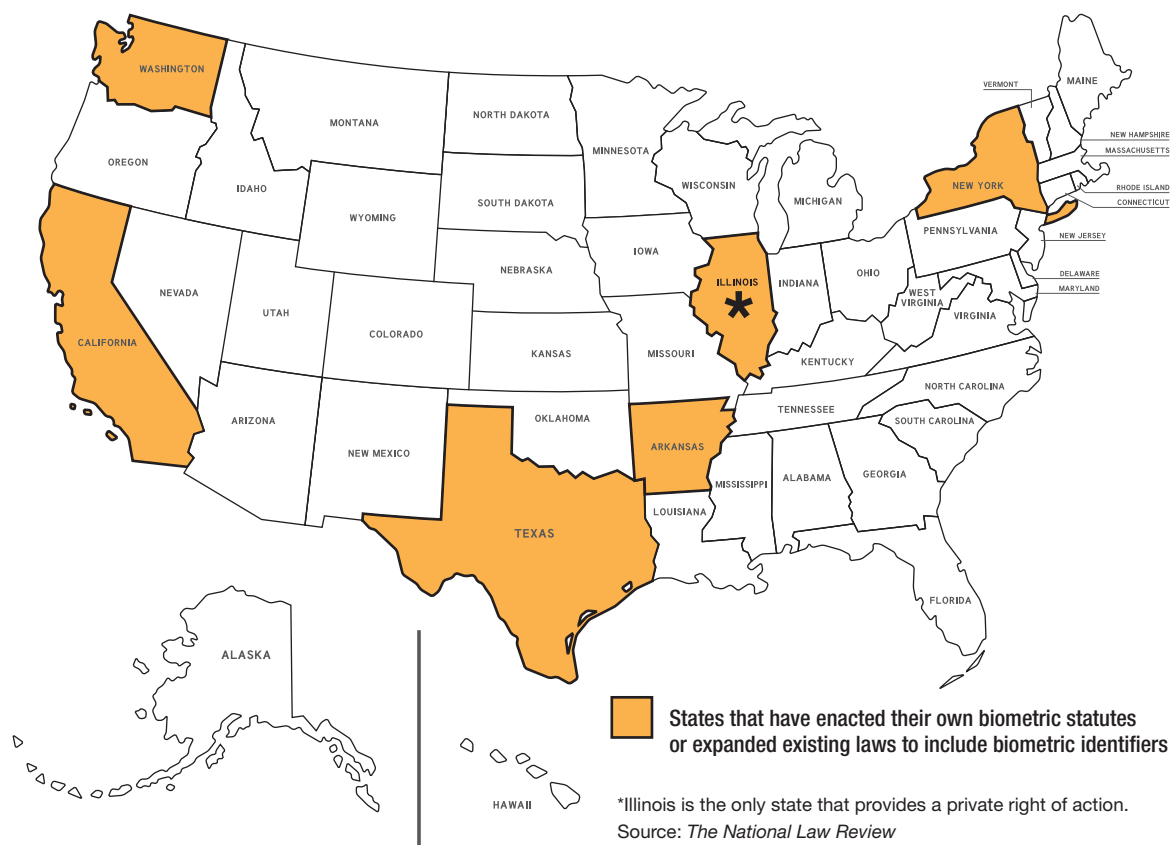 WASHINGTON
MAINE
VERMONT
MONTANA
NORTH DAKOTA
MINNESOTA
NEW HAMPSHIRE
MASSACHUSETTS
OREGON
IDAHO
WISCONSIN
NEW YORK
SOUTH DAKOTA
MICHIGAN
RHODE ISLAND
CONNECTICUT
WYOMING
PENNSYLVANIA
NEW JERSEY
IOWA
NEBRASKA
OHIO
DELAWARE
ILLINOIS
*
INDIANA
NEVADA
WEST
VIRGINIA
MARYLAND
UTAH
VIRGINIA
COLORADO
CALIFORNIA
KANSAS
MISSOURI
KENTUCKY
NORTH CAROLINA
TENNESSEE
ARIZONA
OKLAHOMA
SOUTH CAROLINA
NEW MEXICO
ARKANSAS
GEORGIA
ALABAMA
MISSISSIPPI
LOUISIANA
TEXAS
FLORIDA
ALASKA
HAWAII
States that have enacted their own biometric statutes
or expanded existing laws to include biometric identifiers
*Illinois is the only state that provides a private right of action.
Source: The National Law Review